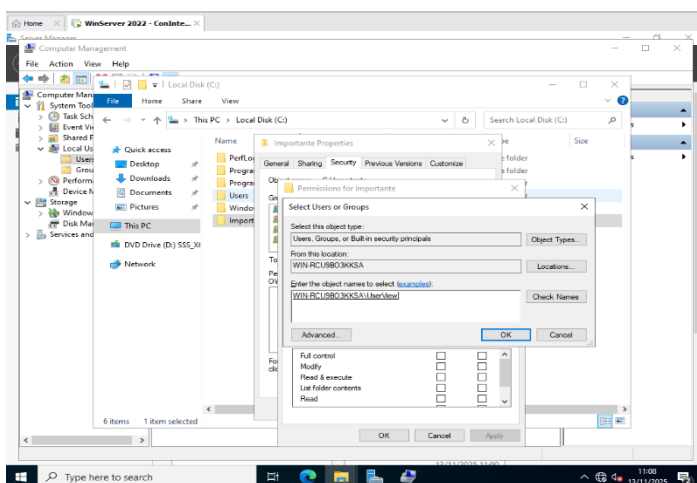 Home
WinServer 2022 - ConInte...
Server Manager
Computer Management
File Action View Help
Computer Man
System Tool
Task Sch
Event Vi
Shared F
Local Us
User
Grou
Perform
Device M
Storage
Window
Disk Ma
Services and
Local Disk (C:)
File Home Share View
This PC > Local Disk (C:)
Search Local Disk (C:)
Quick access
Desktop
Downloads
Documents
Pictures
This PC
DVD Drive (D:) SSS_X
Network
Name
Size
PerfLo
Progra
Progra
Users
Windo
Import
6 items 1 item selected
Importante Properties
General Sharing Security Previous Versions Customize
Permissions for Importante
Select Users or Groups
Select this object type:
Users, Groups, or Built-in security principals
Object Types...
From this location:
WIN-RCU9BO3KKSA
Locations...
Enter the object names to select (examples):
WIN-RCU9BO3KKSA\UserView
Check Names
Advanced...
OK
Cancel
Full control
Modify
Read & execute
List folder contents
Read
OK
Cancel
Apply
Type here to search
11:08
13/11/2025